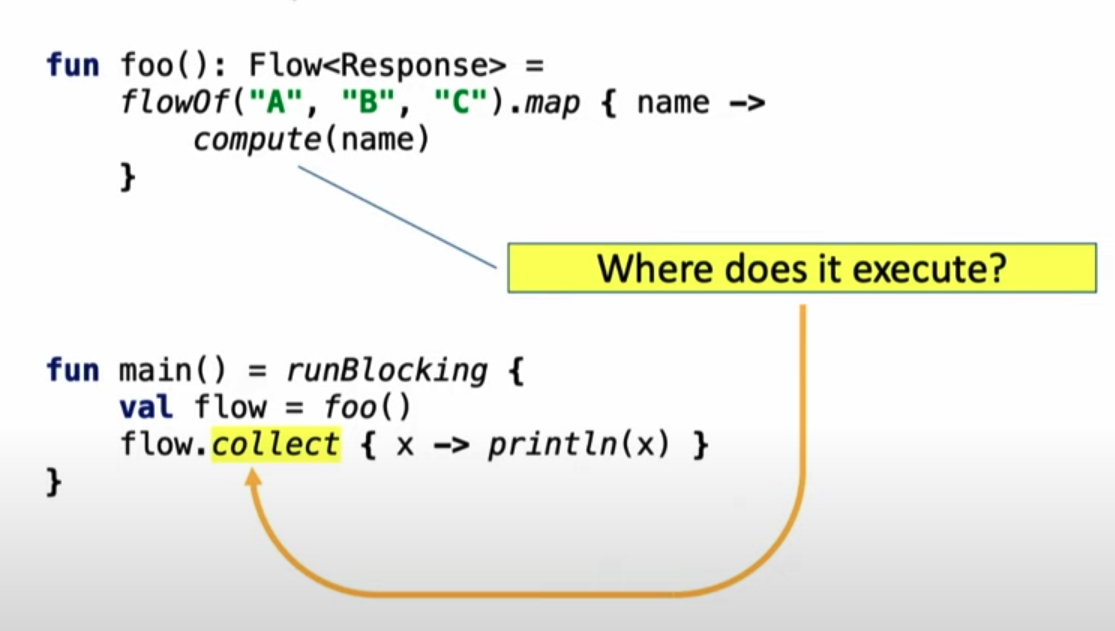 fun foo(): Flow<Response> =
    flowOf("A", "B", "C").map { name ->
        compute(name)
    }
Where does it execute?
fun main() = runBlocking {
    val flow = foo()
    flow.collect { x -> println(x) }
}